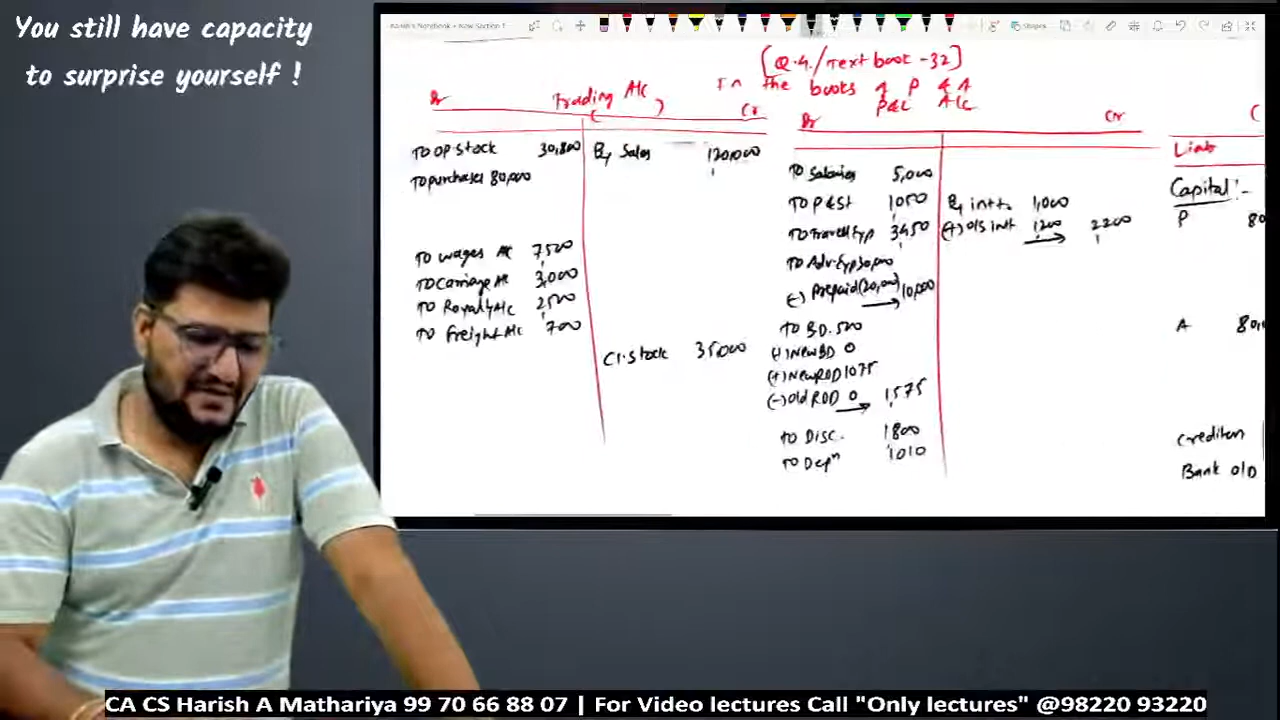 You still have capacity
to surprise yourself !
[Q.4./Text book -32]
In the books of P & A
Dr Trading A/c Cr
To op. stock 30,800 By Sales 120,000
To purchases 80,000
To wages A/c 7,500
To Carriage A/c 3,000
To Royalty A/c 2,500
To Freight A/c 700
Cl. Stock 35,000
P&L A/c
Dr Cr
To Salaries 5,000
To P&St 1050 By intt. 1,000
To Travell Exp 3450 (+) O/S Intt 1200 2200
To Adv. Exp 30,000
(-) Prepaid (20,000) 10,000
To B.D. 500
(+) New BD 0
(+) New RDD 1075
(-) Old RDD 0 1,575
To Disc. 1800
To Depn 1010
Liab
Capital :-
P 80
A 80,
Creditors
Bank O/D
CA CS Harish A Mathariya 99 70 66 88 07 | For Video lectures Call "Only lectures" @98220 93220